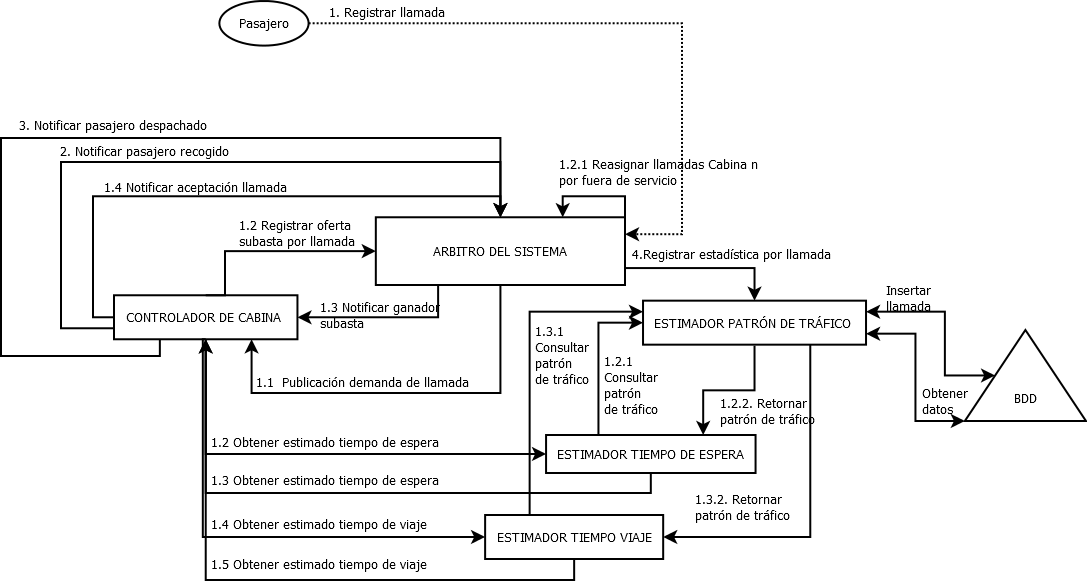 1. Registrar llamada
Pasajero
3. Notificar pasajero despachado
2. Notificar pasajero recogido
1.4 Notificar aceptación llamada
1.2.1 Reasignar llamadas Cabina n
por fuera de servicio
1.2 Registrar oferta
subasta por llamada
ARBITRO DEL SISTEMA
4.Registrar estadística por llamada
Insertar
llamada
1.3 Notificar ganador
subasta
CONTROLADOR DE CABINA
ESTIMADOR PATRÓN DE TRÁFICO
1.3.1
Consultar
patrón
de tráfico
1.2.1
Consultar
patrón
de tráfico
1.1  Publicación demanda de llamada
1.2.2. Retornar
patrón de tráfico
Obtener
datos
BDD
1.2 Obtener estimado tiempo de espera
ESTIMADOR TIEMPO DE ESPERA
1.3 Obtener estimado tiempo de espera
1.3.2. Retornar
patrón de tráfico
1.4 Obtener estimado tiempo de viaje
ESTIMADOR TIEMPO VIAJE
1.5 Obtener estimado tiempo de viaje